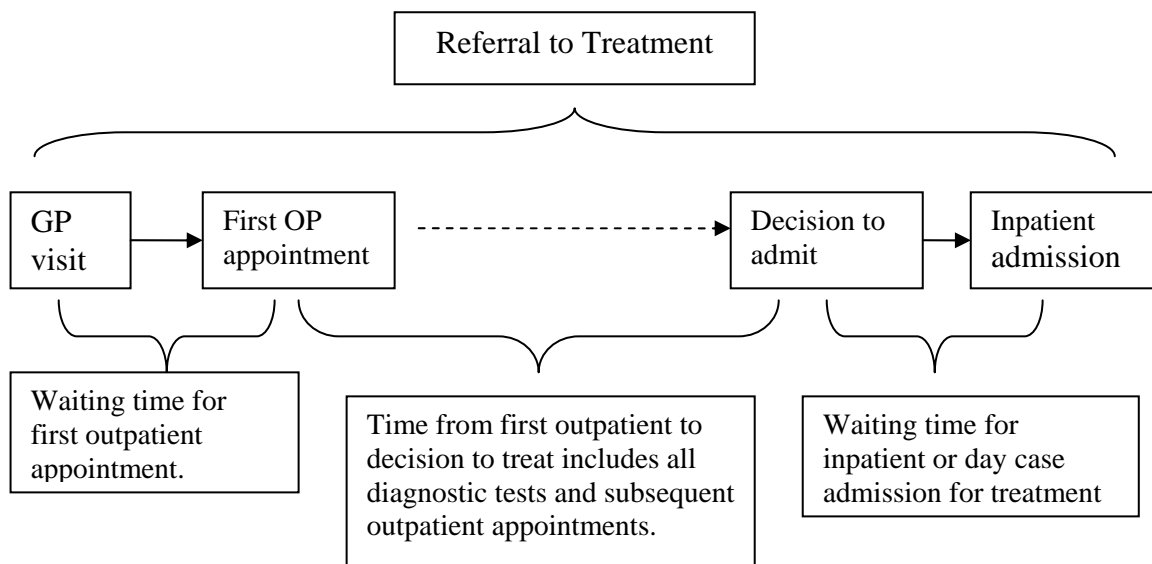 Referral to Treatment
GP
visit
First OP
appointment
Decision to
admit
Inpatient
admission
Waiting time for
first outpatient
appointment.
Time from first outpatient to
decision to treat includes all
diagnostic tests and subsequent
outpatient appointments.
Waiting time for
inpatient or day case
admission for treatment